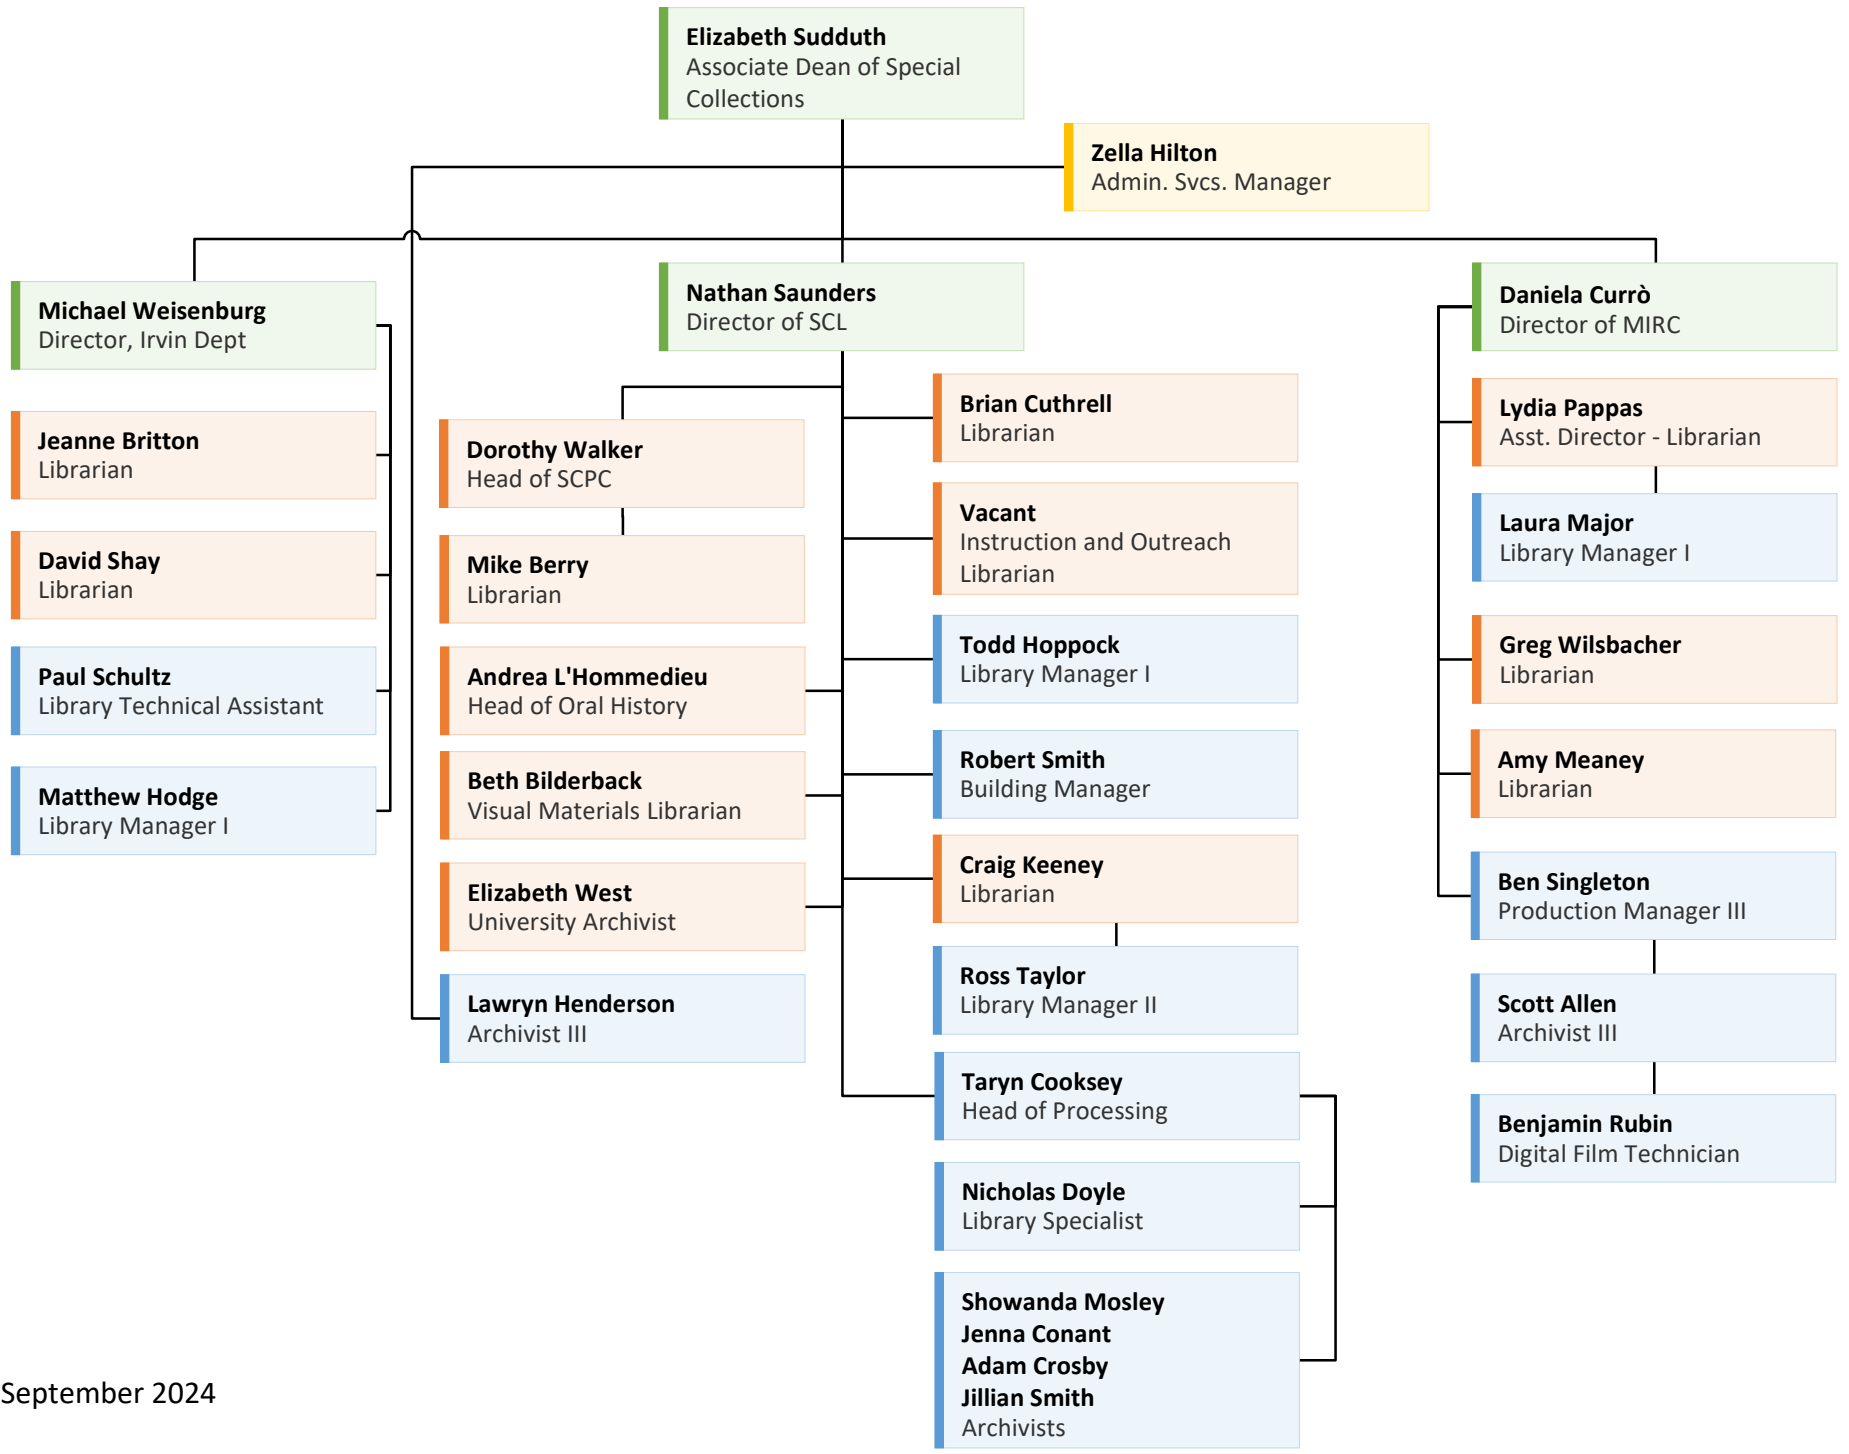 Elizabeth Sudduth
Associate Dean of Special
Collections
Zella Hilton
Admin. Svcs. Manager
Michael Weisenburg
Director, Irvin Dept
Jeanne Britton
Librarian
David Shay
Librarian
Paul Schultz
Library Technical Assistant
Matthew Hodge
Library Manager I
Nathan Saunders
Director of SCL
Dorothy Walker
Head of SCPC
Mike Berry
Librarian
Andrea L'Hommedieu
Head of Oral History
Beth Bilderback
Visual Materials Librarian
Elizabeth West
University Archivist
Lawryn Henderson
Archivist III
Brian Cuthrell
Librarian
Vacant
Instruction and Outreach
Librarian
Todd Hoppock
Library Manager I
Robert Smith
Building Manager
Craig Keeney
Librarian
Ross Taylor
Library Manager II
Taryn Cooksey
Head of Processing
Nicholas Doyle
Library Specialist
Showanda Mosley
Jenna Conant
Adam Crosby
Jillian Smith
Archivists
Daniela Currò
Director of MIRC
Lydia Pappas
Asst. Director - Librarian
Laura Major
Library Manager I
Greg Wilsbacher
Librarian
Amy Meaney
Librarian
Ben Singleton
Production Manager III
Scott Allen
Archivist III
Benjamin Rubin
Digital Film Technician
September 2024